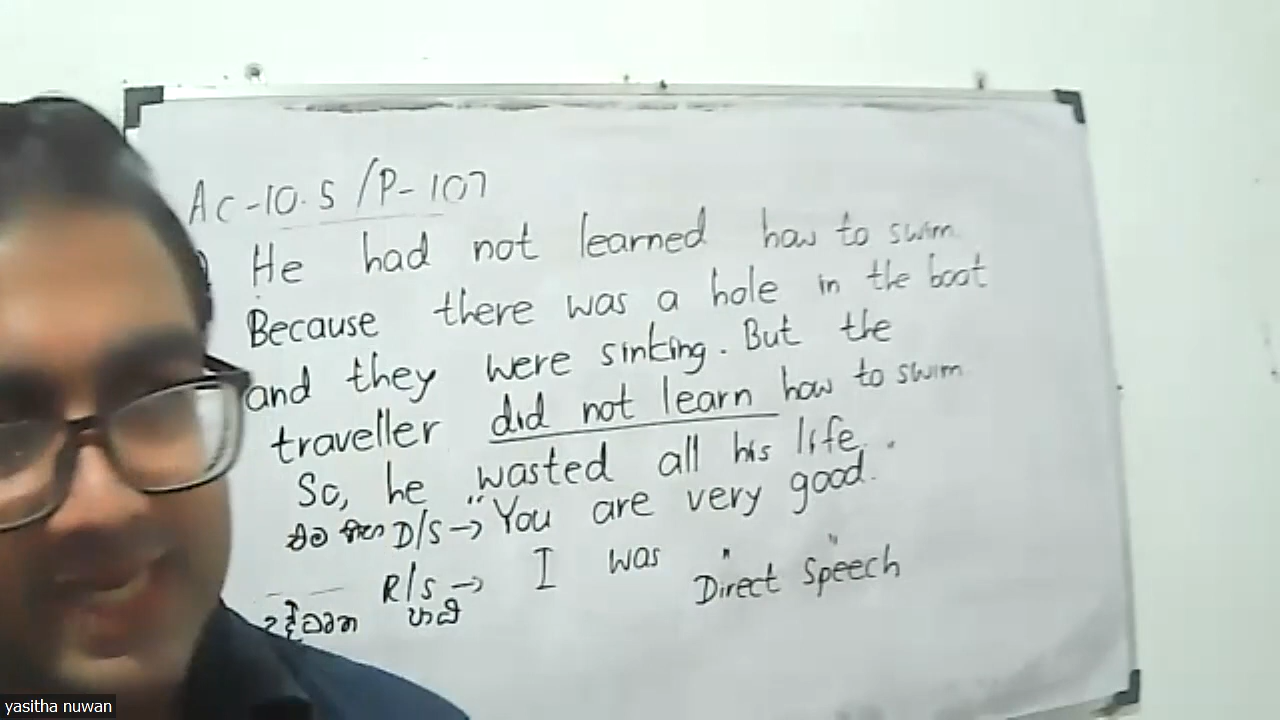 Ac-10.5 /P-107
He had not learned how to swim.
Because there was a hole in the boat
and they were sinking. But the
traveller did not learn how to swim.
So, he wasted all his life.
D/S → "You are very good.
R/S → I was "Direct Speech"
yasitha nuwan